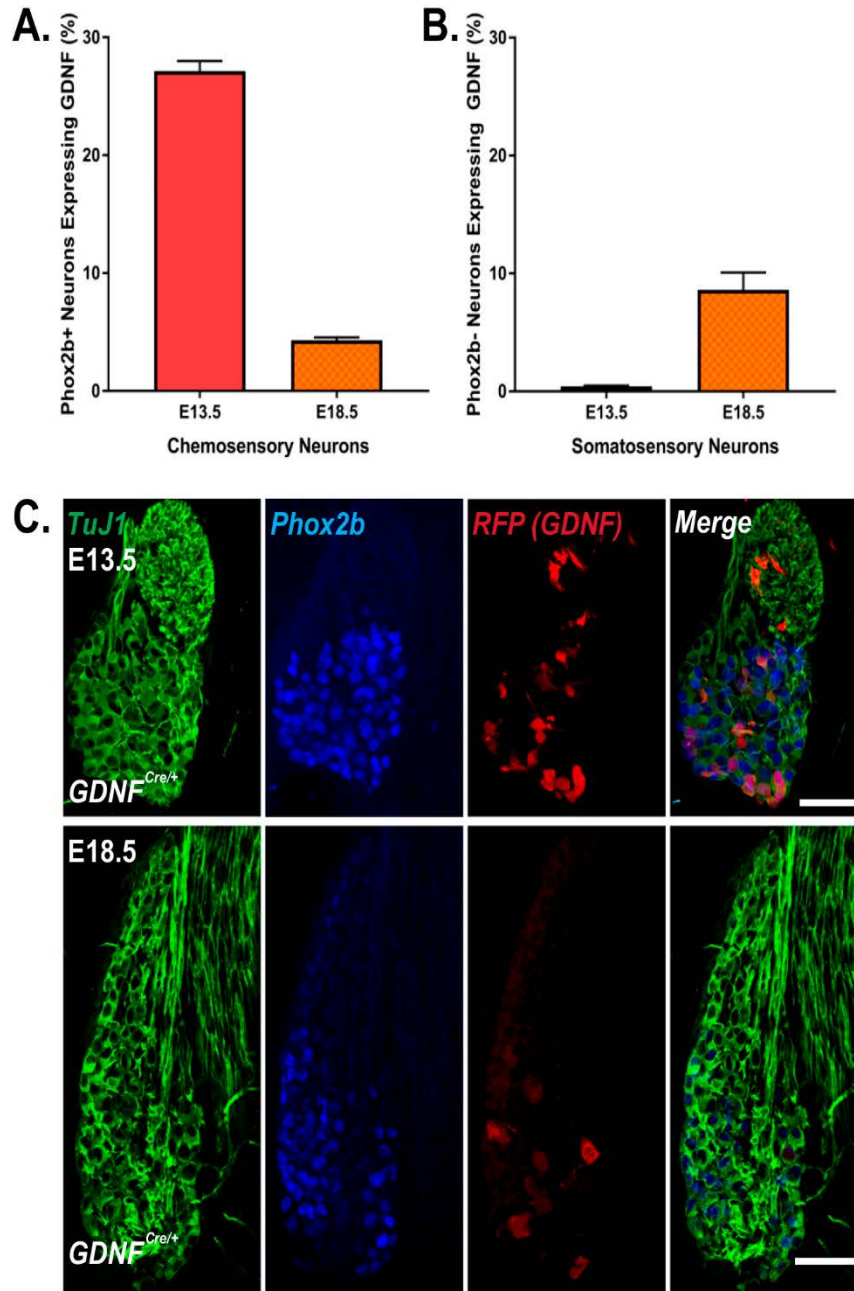 A.
Phox2b+ Neurons Expressing GDNF (%)
30
20
10
0
E13.5
E18.5
Chemosensory Neurons
B.
Phox2b- Neurons Expressing GDNF (%)
30
20
10
0
E13.5
E18.5
Somatosensory Neurons
C.
TuJ1
Phox2b
RFP (GDNF)
Merge
E13.5
GDNF^Cre/+
E18.5
GDNF^Cre/+